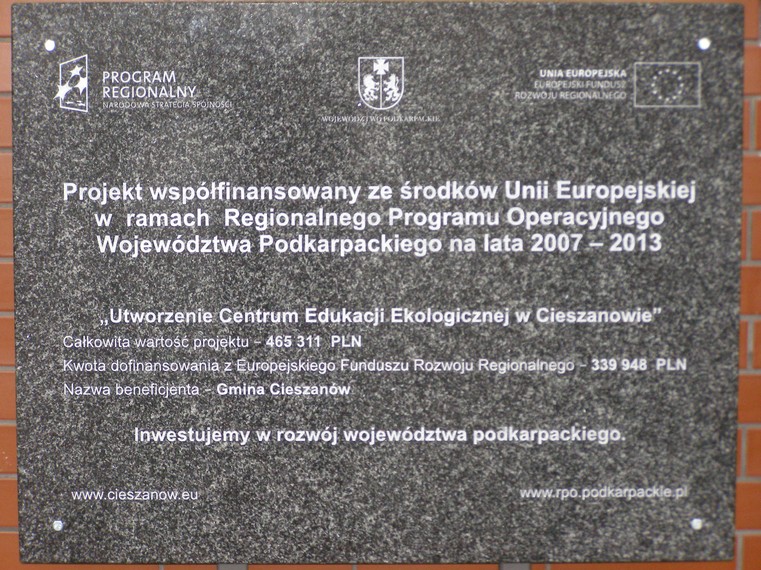 PROGRAM
REGIONALNY
NARODOWA STRATEGIA SPÓJNOŚCI
WOJEWÓDZTWO PODKARPACKIE
UNIA EUROPEJSKA
EUROPEJSKI FUNDUSZ
ROZWOJU REGIONALNEGO
Projekt współfinansowany ze środków Unii Europejskiej
w ramach Regionalnego Programu Operacyjnego
Województwa Podkarpackiego na lata 2007 – 2013
„Utworzenie Centrum Edukacji Ekologicznej w Cieszanowie”
Całkowita wartość projektu – 465 311 PLN
Kwota dofinansowania z Europejskiego Funduszu Rozwoju Regionalnego – 339 948 PLN
Nazwa beneficjenta – Gmina Cieszanów
Inwestujemy w rozwój województwa podkarpackiego.
www.cieszanow.eu
www.rpo.podkarpackie.pl